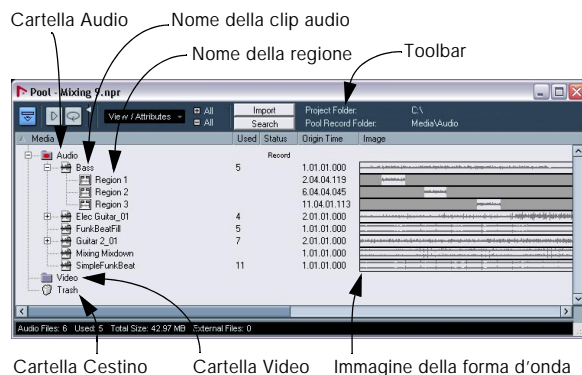 Cartella Audio
Nome della clip audio
Nome della regione
Toolbar
Pool - Mixing 9.npr
View / Attributes
All
All
Import
Search
Project Folder: C:\
Pool Record Folder: Media\Audio
Media Used Status Origin Time Image
Audio Record
Bass 5 1.01.01.000
Region 1 2.04.04.119
Region 2 6.04.04.045
Region 3 11.04.01.113
Elec Guitar_01 4 2.01.01.000
FunkBeatFill 5 1.01.01.000
Guitar 2_01 7 2.01.01.000
Mixing Mixdown 1.01.01.000
SimpleFunkBeat 11 1.01.01.000
Video
Trash
Audio Files: 6 Used: 5 Total Size: 42.97 MB External Files: 0
Cartella Cestino
Cartella Video
Immagine della forma d'onda